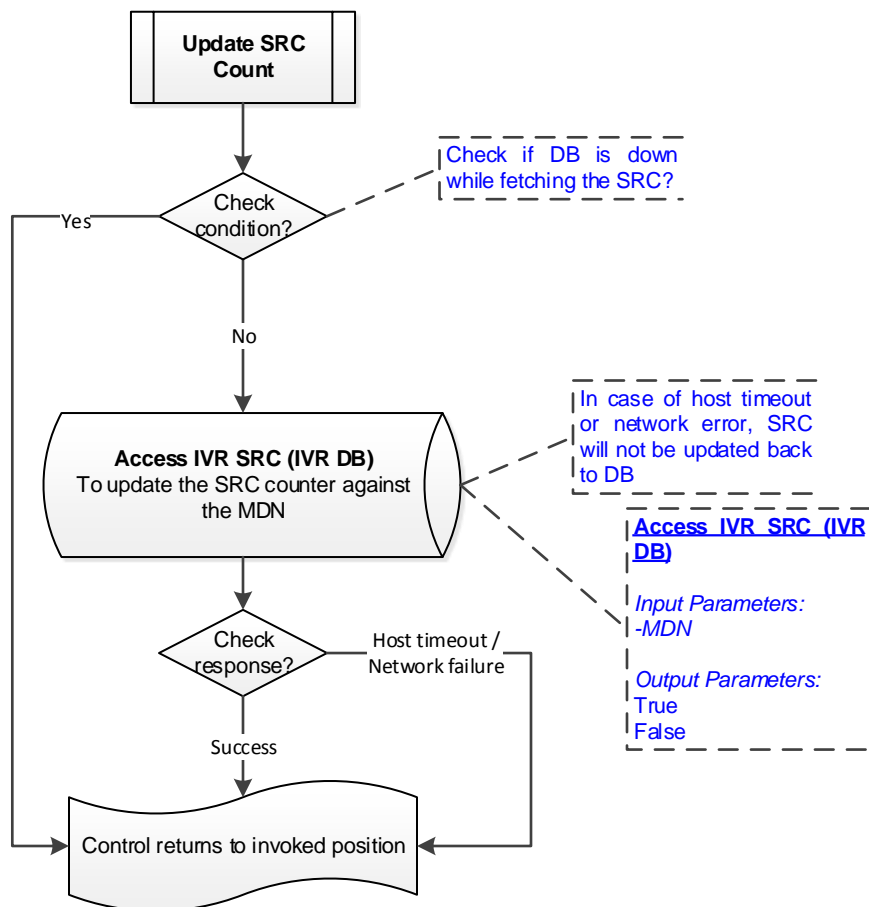 Update SRC
Count
Check if DB is down
while fetching the SRC?
Check
condition?
Yes
No
In case of host timeout
or network error, SRC
will not be updated back
to DB
Access IVR SRC (IVR DB)
To update the SRC counter against
the MDN
Access IVR SRC (IVR
DB)
Input Parameters:
-MDN
Output Parameters:
True
False
Check
response?
Host timeout /
Network failure
Success
Control returns to invoked position